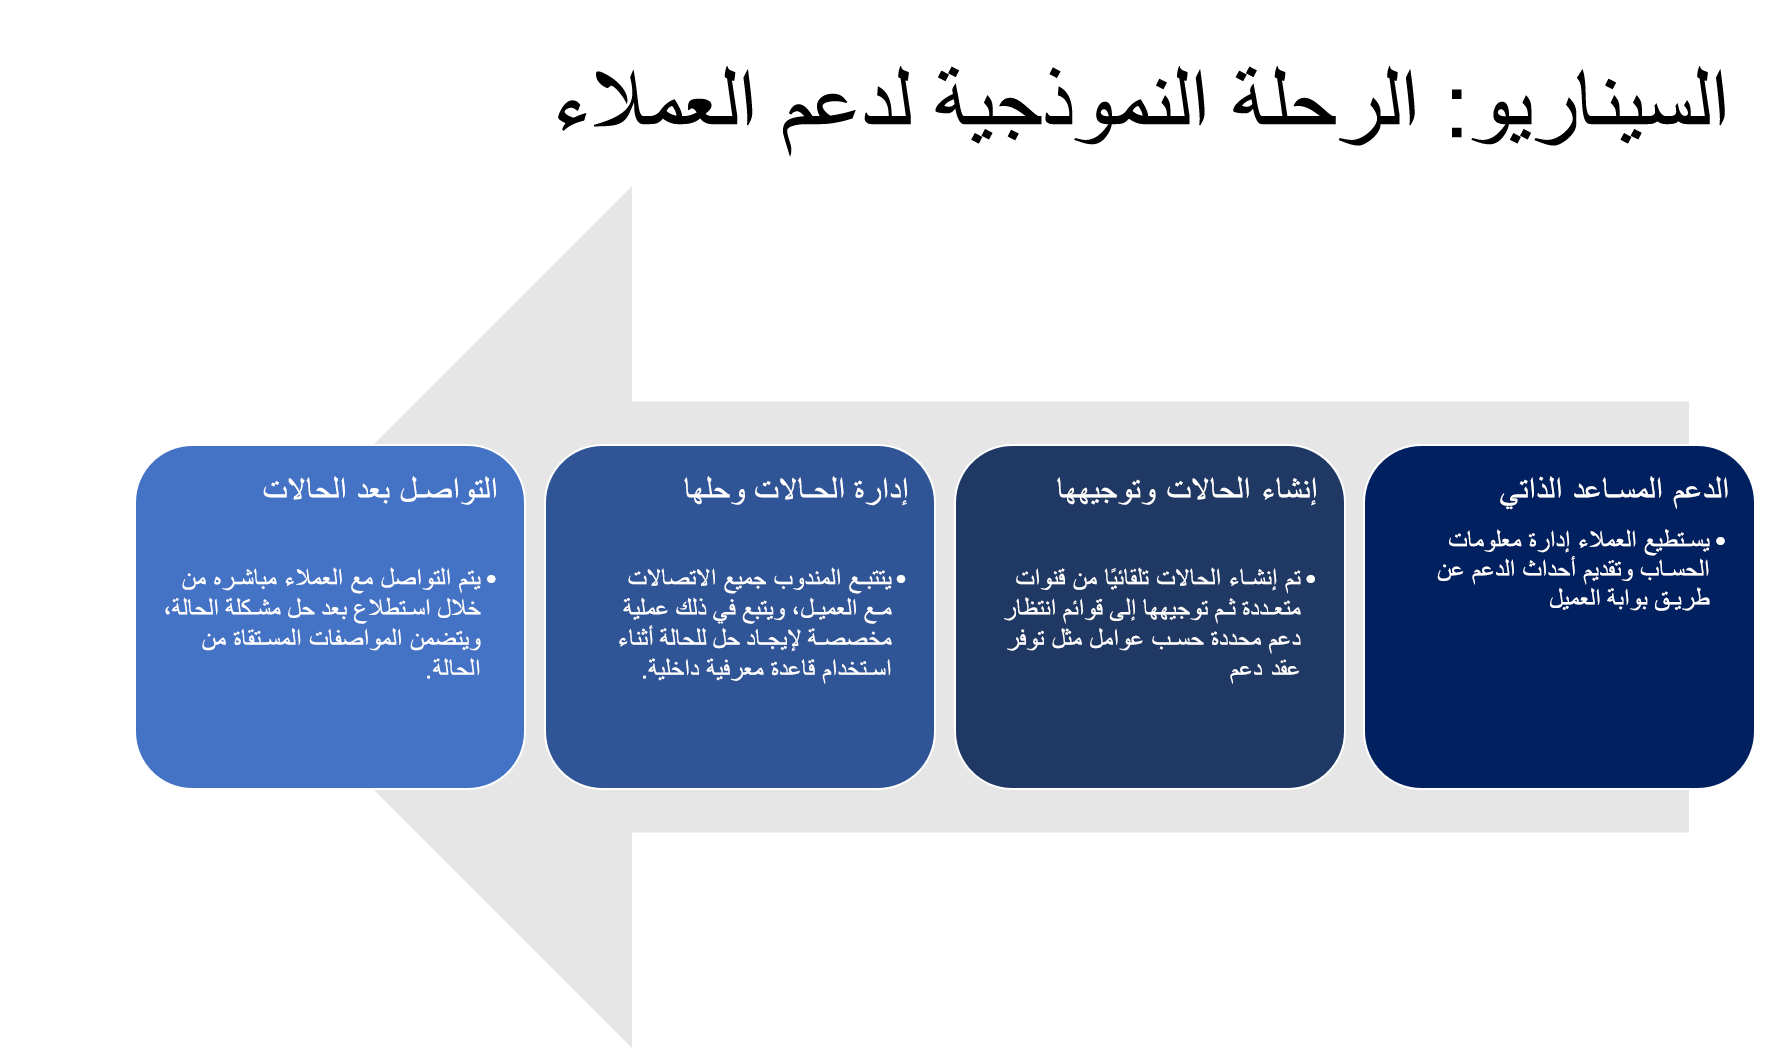 السيناريو: الرحلة النموذجية لدعم العملاء
الدعم المساعد الذاتي
• يستطيع العملاء إدارة معلومات
الحساب وتقديم أحداث الدعم عن
طريق بوابة العميل
إنشاء الحالات وتوجيهها
• تم إنشاء الحالات تلقائيًا من قنوات
متعددة ثم توجيهها إلى قوائم انتظار
دعم محددة حسب عوامل مثل توفر
عقد دعم
إدارة الحالات وحلها
• يتتبع المندوب جميع الاتصالات
مع العميل، ويتبع في ذلك عملية
مخصصة لإيجاد حل للحالة أثناء
استخدام قاعدة معرفية داخلية.
التواصل بعد الحالات
• يتم التواصل مع العملاء مباشره من
خلال استطلاع بعد حل مشكلة الحالة،
ويتضمن المواصفات المستقاة من
الحالة.